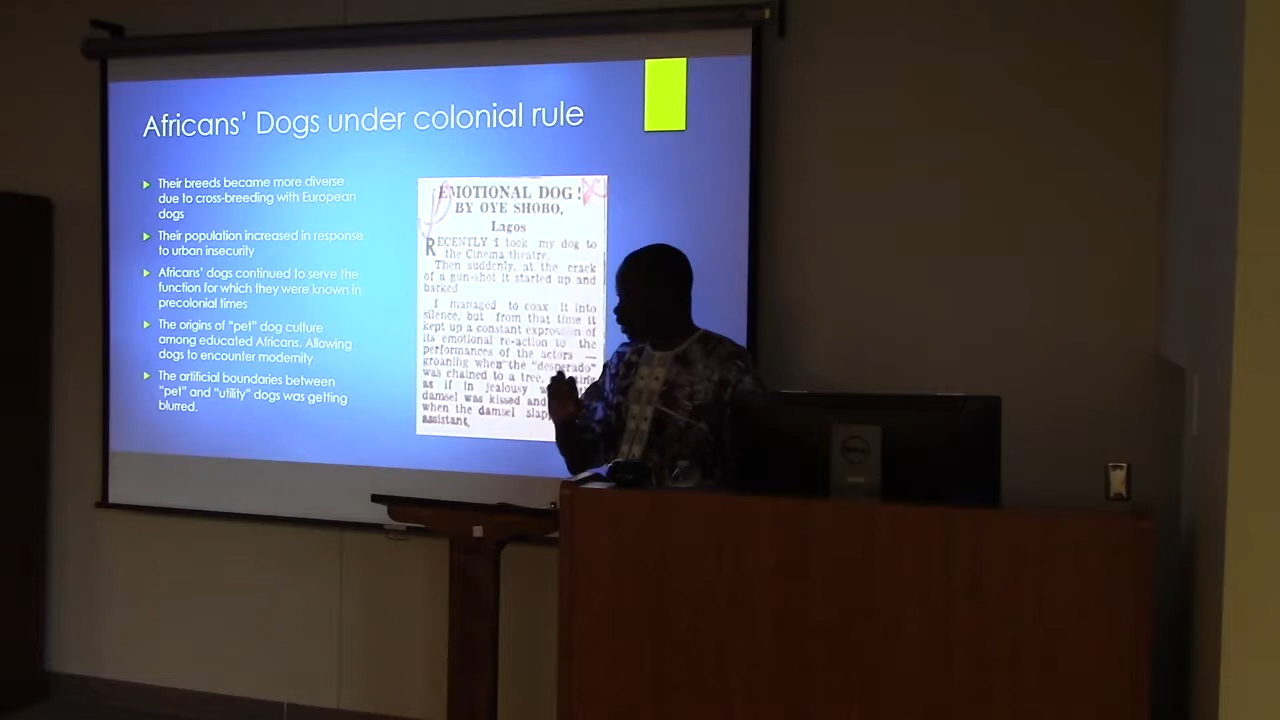 Africans' Dogs under colonial rule
Their breeds became more diverse
due to cross-breeding with European
dogs
Their population increased in response
to urban insecurity
Africans' dogs continued to serve the
function for which they were known in
precolonial times
The origins of "pet" dog culture
among educated Africans. Allowing
dogs to encounter modernity
The artificial boundaries between
"pet" and "utility" dogs was getting
blurred.
EMOTIONAL DOG!
BY OYE SHOBO,
Lagos
RECENTLY I took my dog to
the Cinema theatre.
Then suddenly, at the crack
of a gun-shot it started up and
barked
I managed to coax it into
silence, but from that time it
kept up a constant expression of
its emotional re-action to the
performances of the actors —
groaning when the "desperado"
was chained to a tree,
as if in jealousy
damsel was kissed and
when the damsel
assistant.
DELL